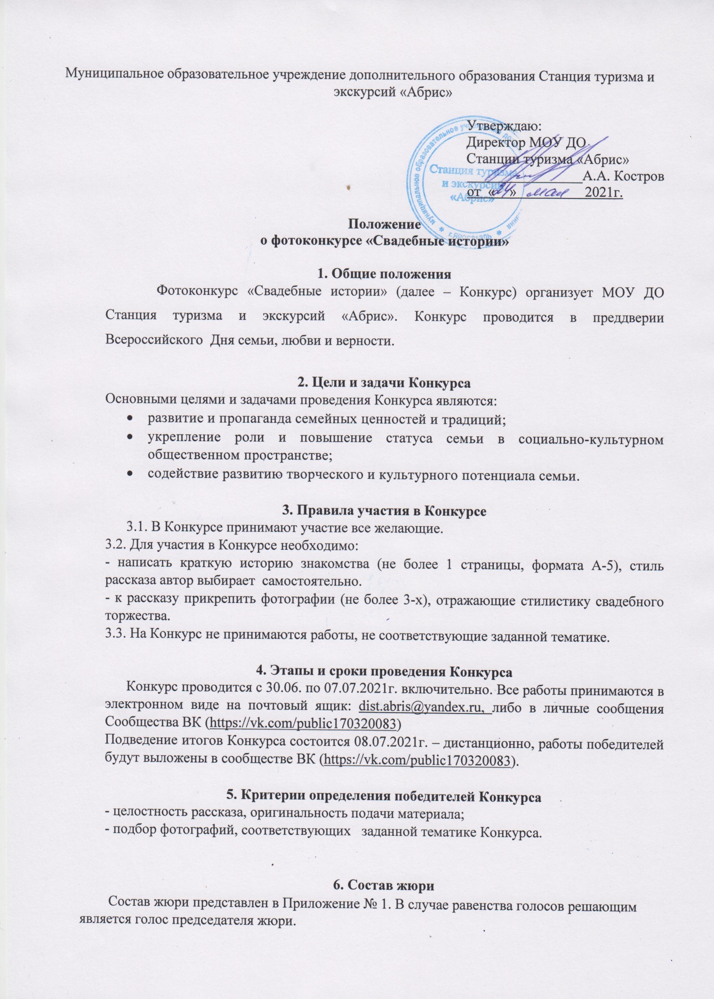 Муниципальное образовательное учреждение дополнительного образования Станция туризма и
экскурсий «Абрис»
Утверждаю:
Директор МОУ ДО
Станции туризма «Абрис»
________________А.А. Костров
от «24» мая 2021г.
муниципальное образовательное учреждение
Станция туризма
и экскурсий
«Абрис»
г.ЯРОСЛАВЛЬ
Положение
о фотоконкурсе «Свадебные истории»
1. Общие положения
Фотоконкурс «Свадебные истории» (далее – Конкурс) организует МОУ ДО
Станция туризма и экскурсий «Абрис». Конкурс проводится в преддверии
Всероссийского Дня семьи, любви и верности.
2. Цели и задачи Конкурса
Основными целями и задачами проведения Конкурса являются:
• развитие и пропаганда семейных ценностей и традиций;
• укрепление роли и повышение статуса семьи в социально-культурном
общественном пространстве;
• содействие развитию творческого и культурного потенциала семьи.
3. Правила участия в Конкурсе
3.1. В Конкурсе принимают участие все желающие.
3.2. Для участия в Конкурсе необходимо:
- написать краткую историю знакомства (не более 1 страницы, формата А-5), стиль
рассказа автор выбирает самостоятельно.
- к рассказу прикрепить фотографии (не более 3-х), отражающие стилистику свадебного
торжества.
3.3. На Конкурс не принимаются работы, не соответствующие заданной тематике.
4. Этапы и сроки проведения Конкурса
Конкурс проводится с 30.06. по 07.07.2021г. включительно. Все работы принимаются в
электронном виде на почтовый ящик: dist.abris@yandex.ru, либо в личные сообщения
Сообщества ВК (https://vk.com/public170320083)
Подведение итогов Конкурса состоится 08.07.2021г. – дистанционно, работы победителей
будут выложены в сообществе ВК (https://vk.com/public170320083).
5. Критерии определения победителей Конкурса
- целостность рассказа, оригинальность подачи материала;
- подбор фотографий, соответствующих заданной тематике Конкурса.
6. Состав жюри
Состав жюри представлен в Приложение № 1. В случае равенства голосов решающим
является голос председателя жюри.